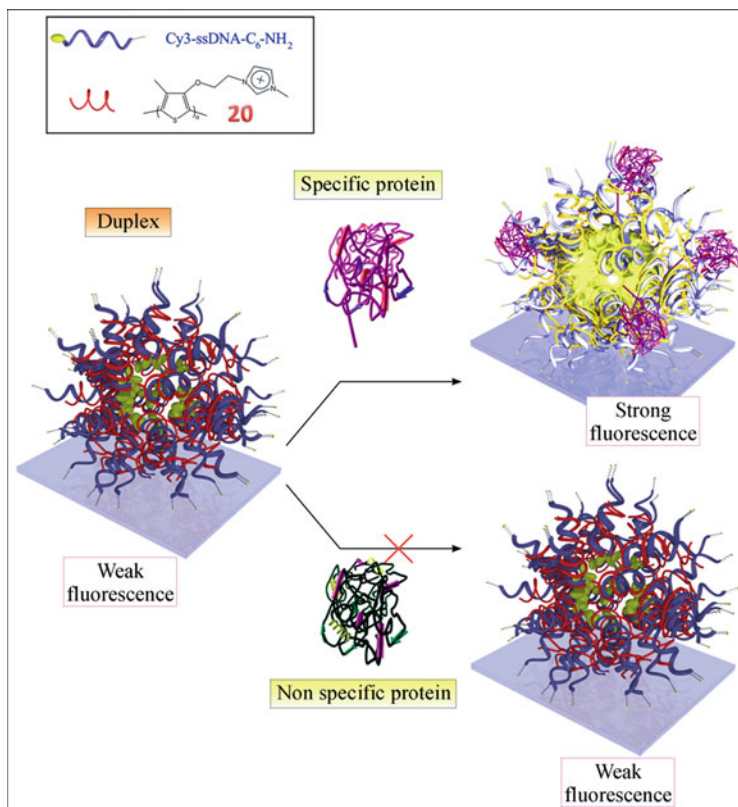 Cy3-ssDNA-C₆-NH₂
O
N
+
N
S
n
20
Specific protein
Duplex
Strong
fluorescence
Weak
fluorescence
Non specific protein
Weak
fluorescence